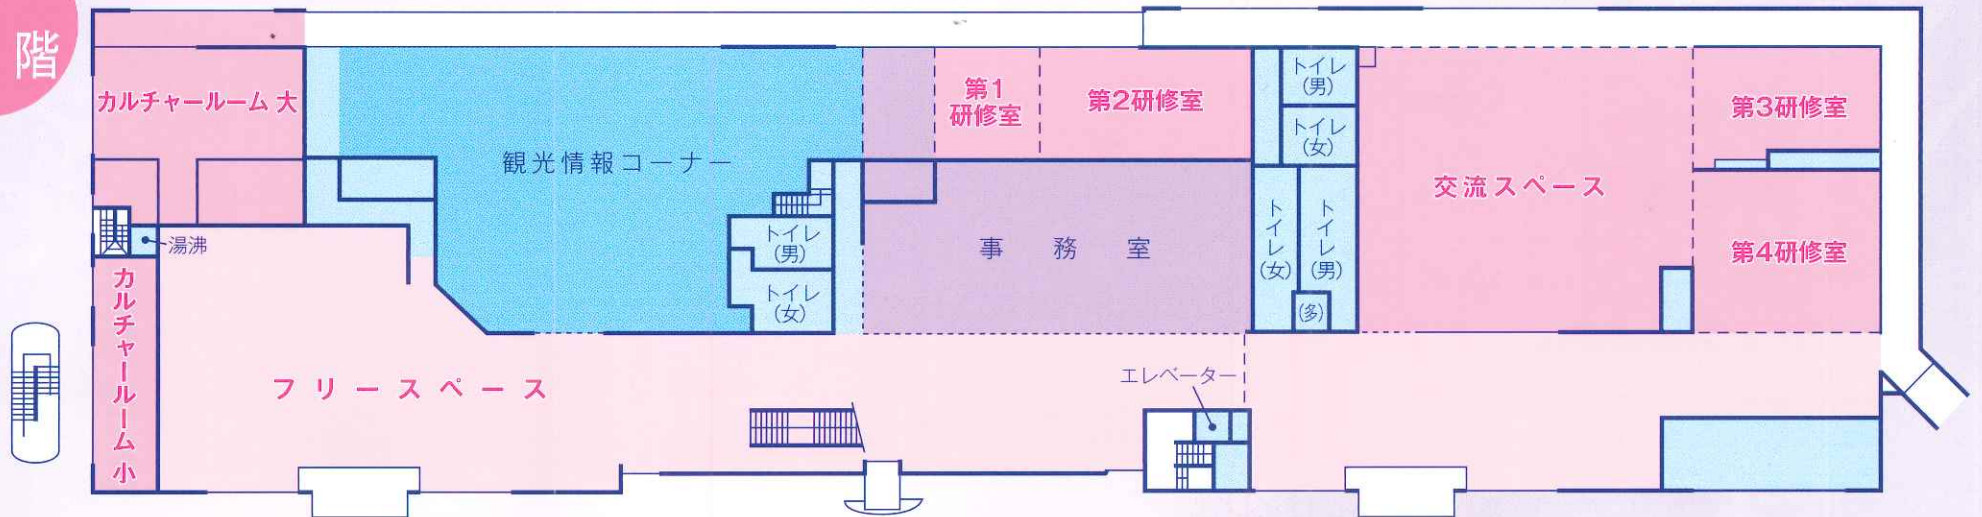 階
カルチャールーム 大
観光情報コーナー
第1
研修室
第2研修室
トイレ
(男)
トイレ
(女)
第3研修室
交流スペース
湯沸
トイレ
(男)
トイレ
(女)
事務室
トイレ(女)
トイレ(男)
(多)
第4研修室
カルチャールーム 小
フリースペース
エレベーター